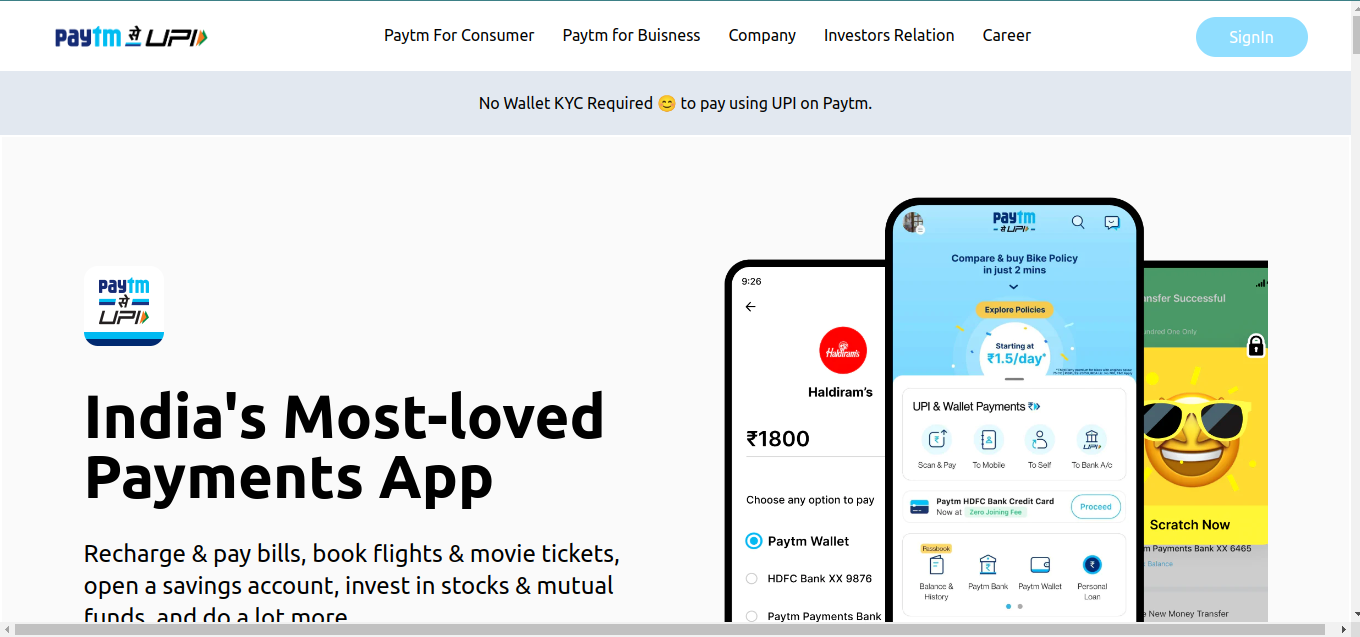 paytm से UPI
Paytm For Consumer
Paytm for Buisness
Company
Investors Relation
Career
SignIn
No Wallet KYC Required 😊 to pay using UPI on Paytm.
paytm
से
UPI
India's Most-loved
Payments App
Recharge & pay bills, book flights & movie tickets,
open a savings account, invest in stocks & mutual
funds, and do a lot more
9:26
Haldiram's
Haldiram's
₹1800
Choose any option to pay
Paytm Wallet
HDFC Bank XX 9876
Paytm Payments Bank
paytm
से UPI
Compare & buy Bike Policy
in just 2 mins
Explore Policies
Starting at
₹1.5/day*
UPI & Wallet Payments
Scan & Pay
To Mobile
To Self
To Bank A/c
Paytm HDFC Bank Credit Card
Now at Zero Joining Fee
Proceed
Passbook
Balance &
History
Paytm Bank
Paytm Wallet
Personal
Loan
nsfer Successful
undred One Only
Scratch Now
m Payments Bank XX 6465
Balance
New Money Transfer